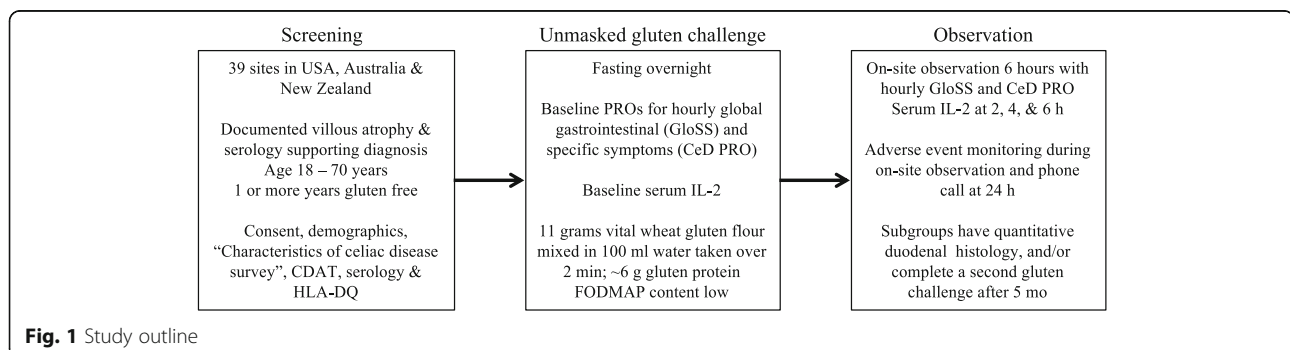 Screening
39 sites in USA, Australia &
New Zealand
Documented villous atrophy &
serology supporting diagnosis
Age 18 – 70 years
1 or more years gluten free
Consent, demographics,
“Characteristics of celiac disease
survey”, CDAT, serology &
HLA-DQ
Unmasked gluten challenge
Fasting overnight
Baseline PROs for hourly global
gastrointestinal (GloSS) and
specific symptoms (CeD PRO)
Baseline serum IL-2
11 grams vital wheat gluten flour
mixed in 100 ml water taken over
2 min; ~6 g gluten protein
FODMAP content low
Observation
On-site observation 6 hours with
hourly GloSS and CeD PRO
Serum IL-2 at 2, 4, & 6 h
Adverse event monitoring during
on-site observation and phone
call at 24 h
Subgroups have quantitative
duodenal histology, and/or
complete a second gluten
challenge after 5 mo
Fig. 1 Study outline